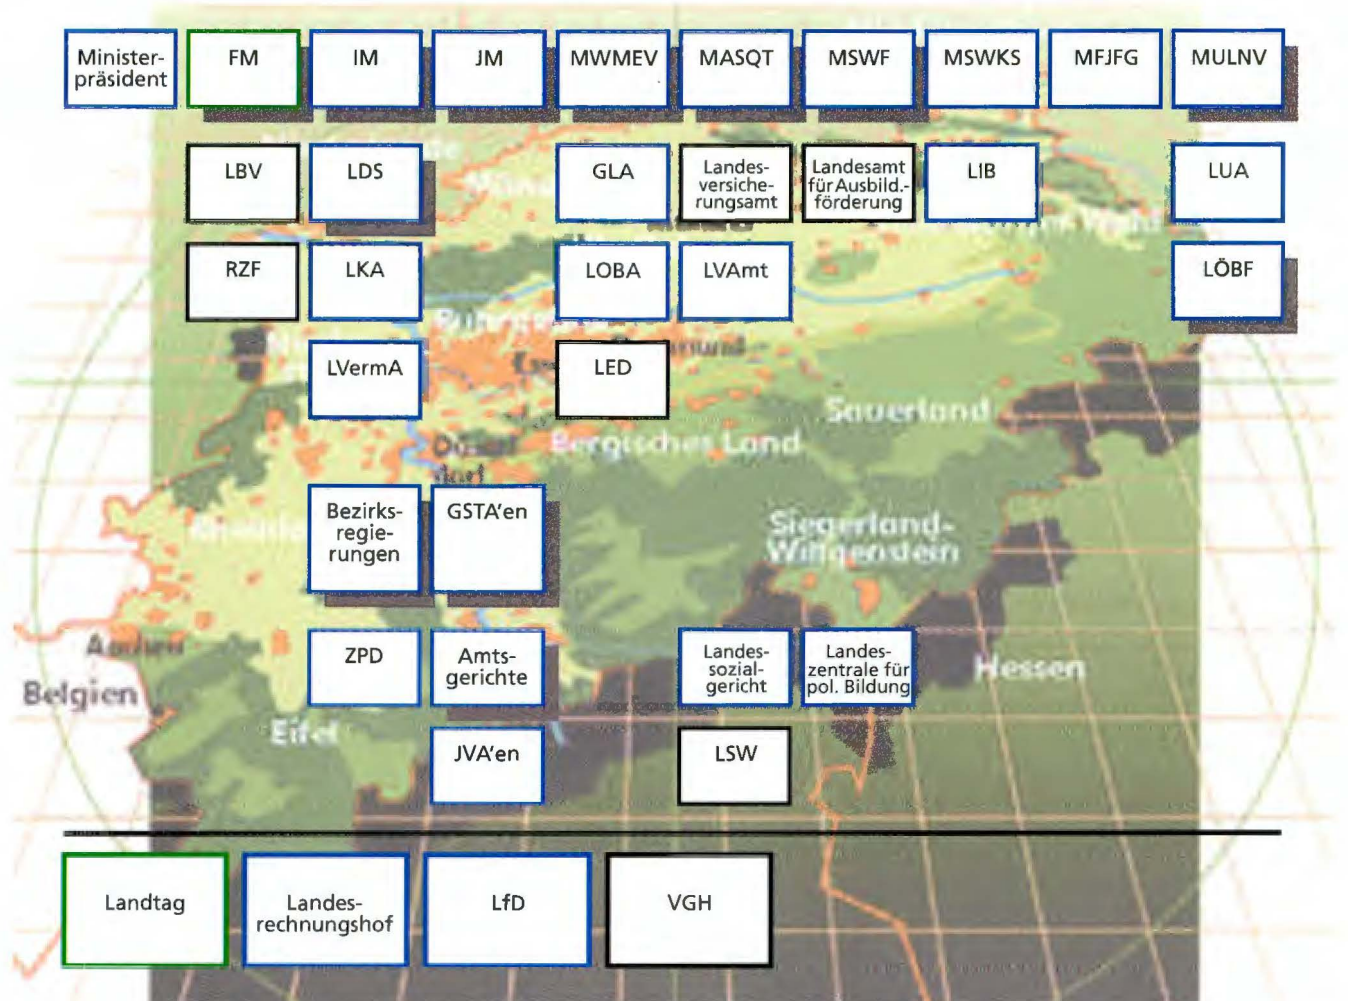 Minister-
präsident
FM
IM
JM
MWMEV
MASQT
MSWF
MSWKS
MFJFG
MULNV
LBV
LDS
GLA
Landes-
versiche-
rungsamt
Landesamt
für Ausbild.-
förderung
LIB
LUA
RZF
LKA
LOBA
LVAmt
LÖBF
LVermA
LED
Sauerland
Bergisches Land
Bezirks-
regie-
rungen
GSTA'en
Siegerland-
Wittgenstein
ZPD
Amts-
gerichte
Landes-
sozial-
gericht
Landes-
zentrale für
pol. Bildung
Aachen
Belgien
Hessen
Eifel
JVA'en
LSW
Landtag
Landes-
rechnungshof
LfD
VGH